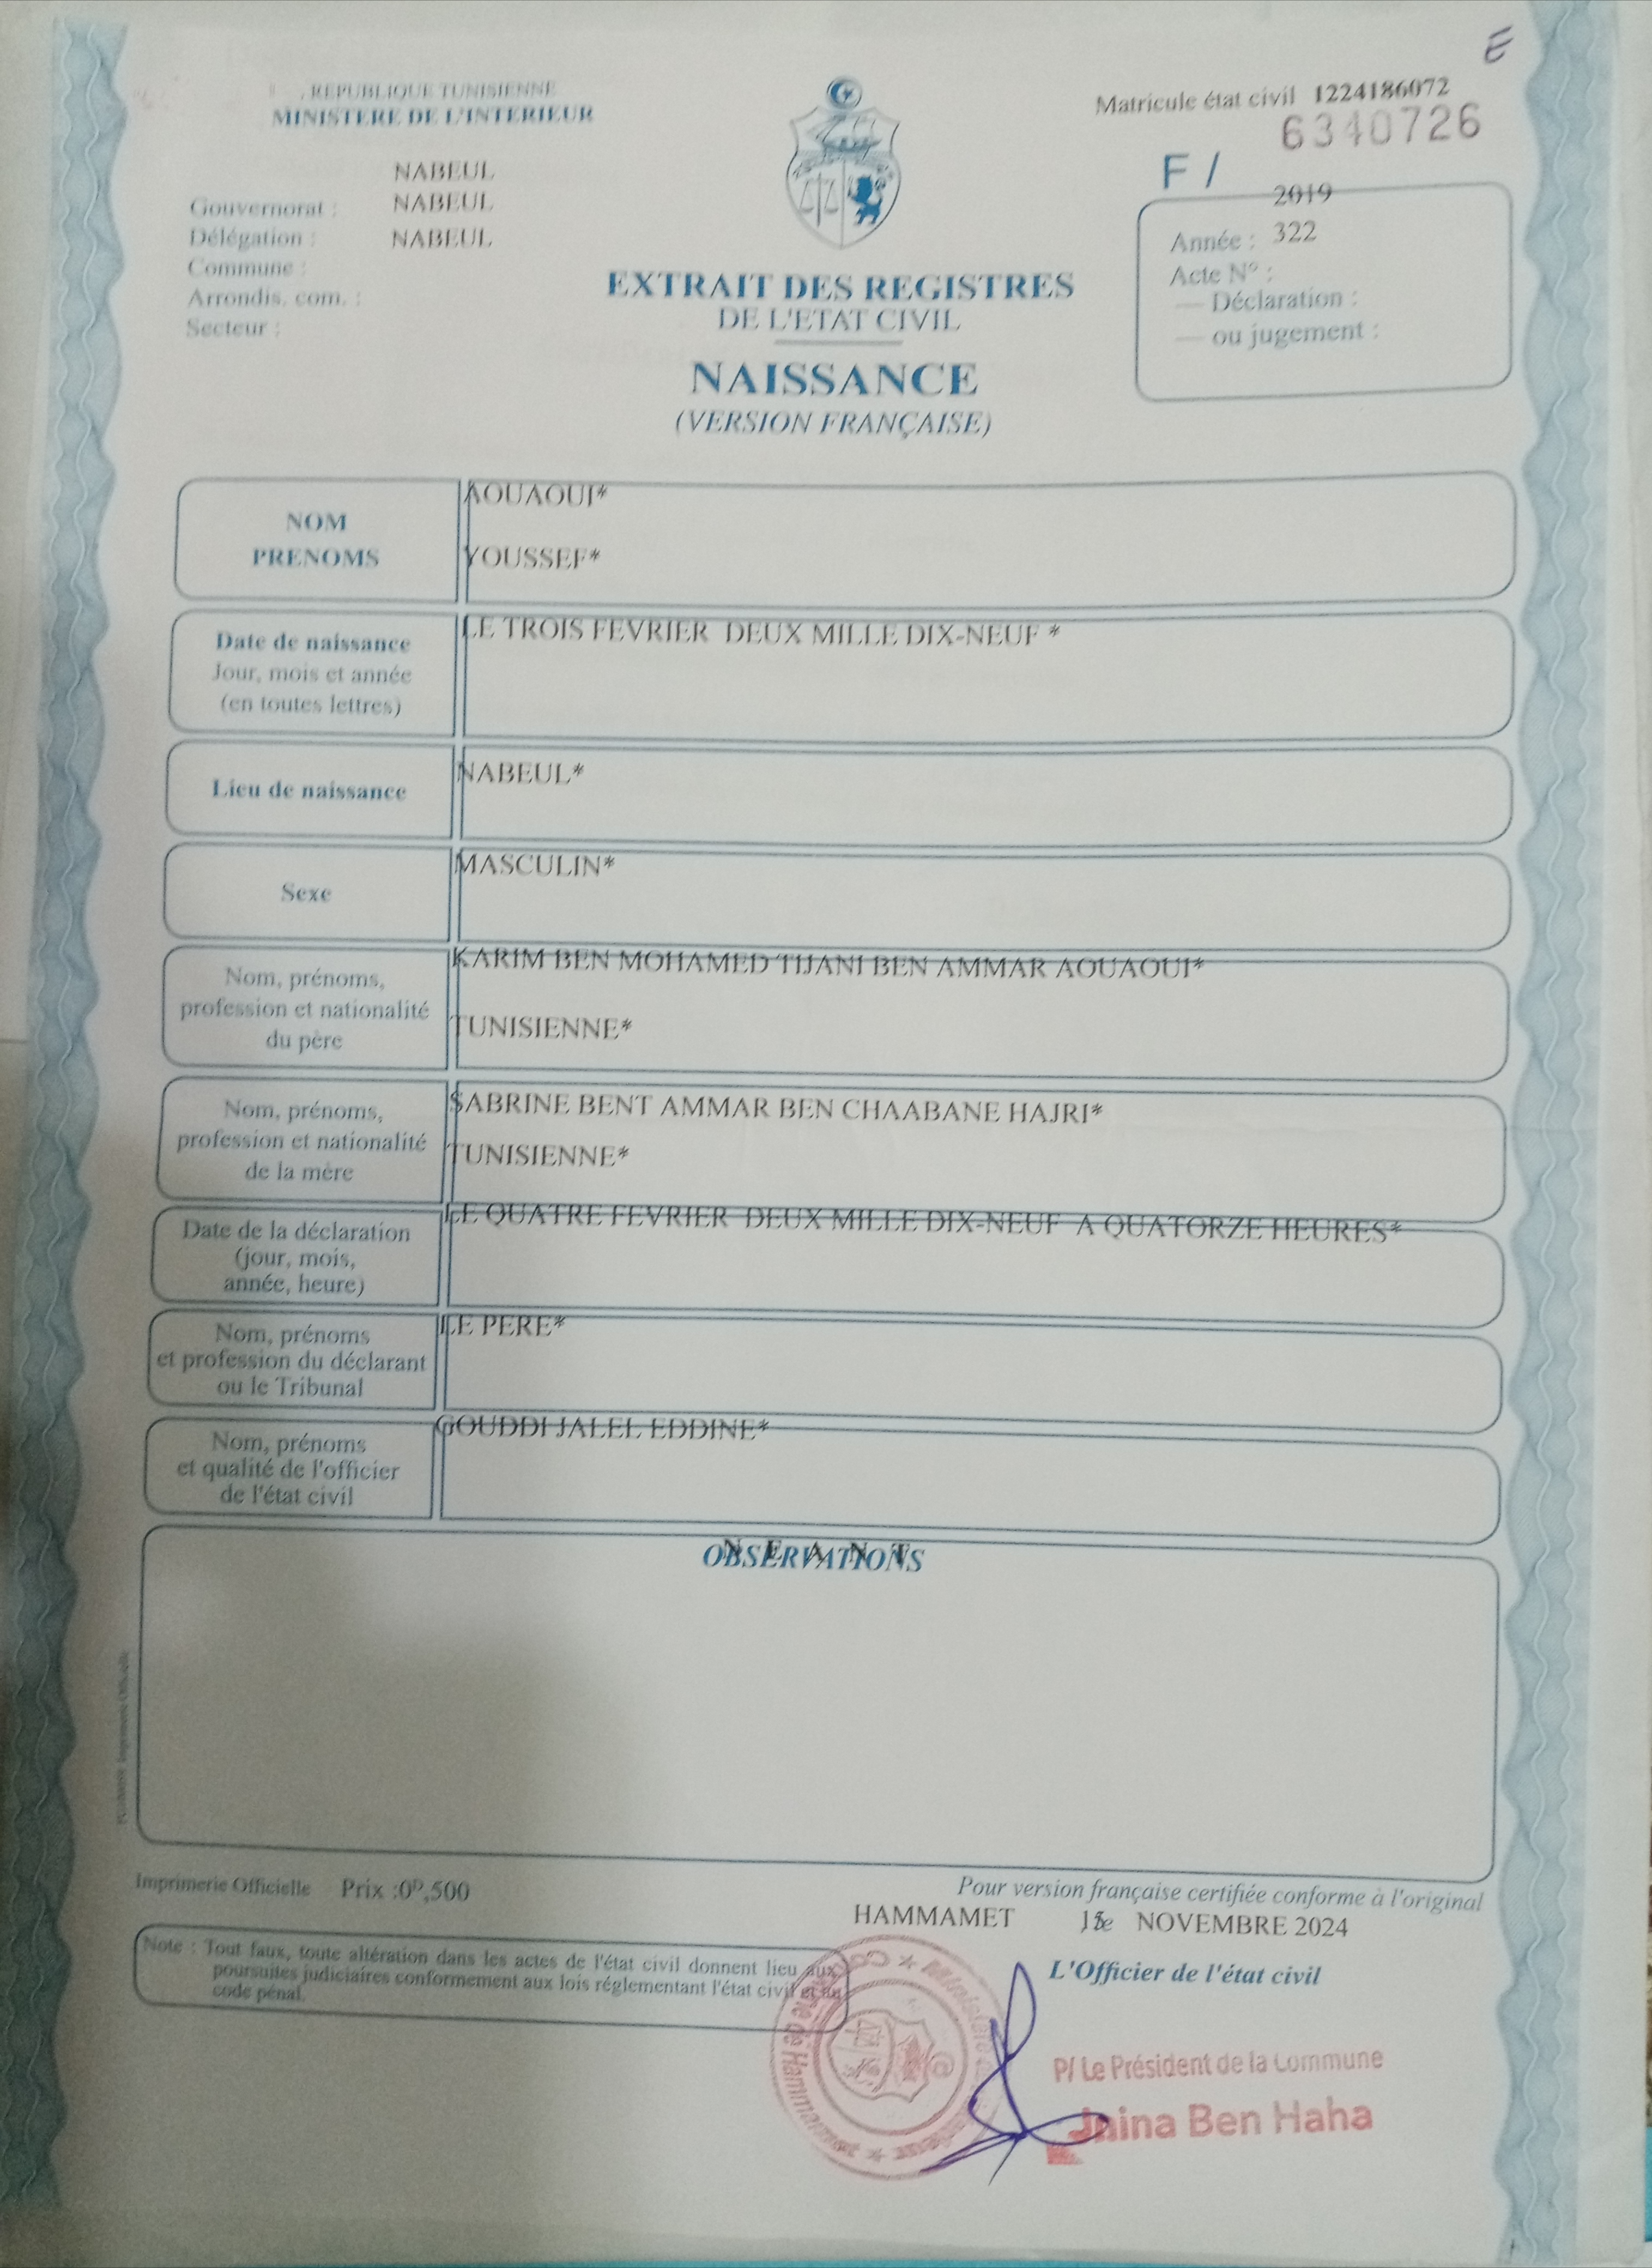 E
REPUBLIQUE TUNISIENNE
MINISTERE DE L'INTERIEUR
Matricule état civil 1224186072
6340726
F /
NABEUL
Gouvernorat : NABEUL
Délégation : NABEUL
Commune :
Arrondis. com. :
Secteur :
2019
Année : 322
Acte N° :
— Déclaration :
— ou jugement :
EXTRAIT DES REGISTRES
DE L'ETAT CIVIL
NAISSANCE
(VERSION FRANÇAISE)
NOM AOUAOUI*
PRENOMS YOUSSEF*
Date de naissance LE TROIS FEVRIER DEUX MILLE DIX-NEUF *
Jour, mois et année
(en toutes lettres)
Lieu de naissance NABEUL*
Sexe MASCULIN*
Nom, prénoms, KARIM BEN MOHAMED TIJANI BEN AMMAR AOUAOUI*
profession et nationalité TUNISIENNE*
du père
Nom, prénoms, SABRINE BENT AMMAR BEN CHAABANE HAJRI*
profession et nationalité TUNISIENNE*
de la mère
Date de la déclaration LE QUATRE FEVRIER DEUX MILLE DIX-NEUF A QUATORZE HEURES*
(jour, mois,
année, heure)
Nom, prénoms LE PERE*
et profession du déclarant
ou le Tribunal
Nom, prénoms GOUDDI JALEL EDDINE*
et qualité de l'officier
de l'état civil
OBSERVATIONS
N E A N T
Imprimerie Officielle Prix :0ᴰ,500
Pour version française certifiée conforme à l'original
HAMMAMET NOVEMBRE 2024
Note : Tout faux, toute altération dans les actes de l'état civil donnent lieu aux
poursuites judiciaires conformement aux lois réglementant l'état civil et au
code pénal.
L'Officier de l'état civil
P/ Le Président de la Commune
Ben Haha